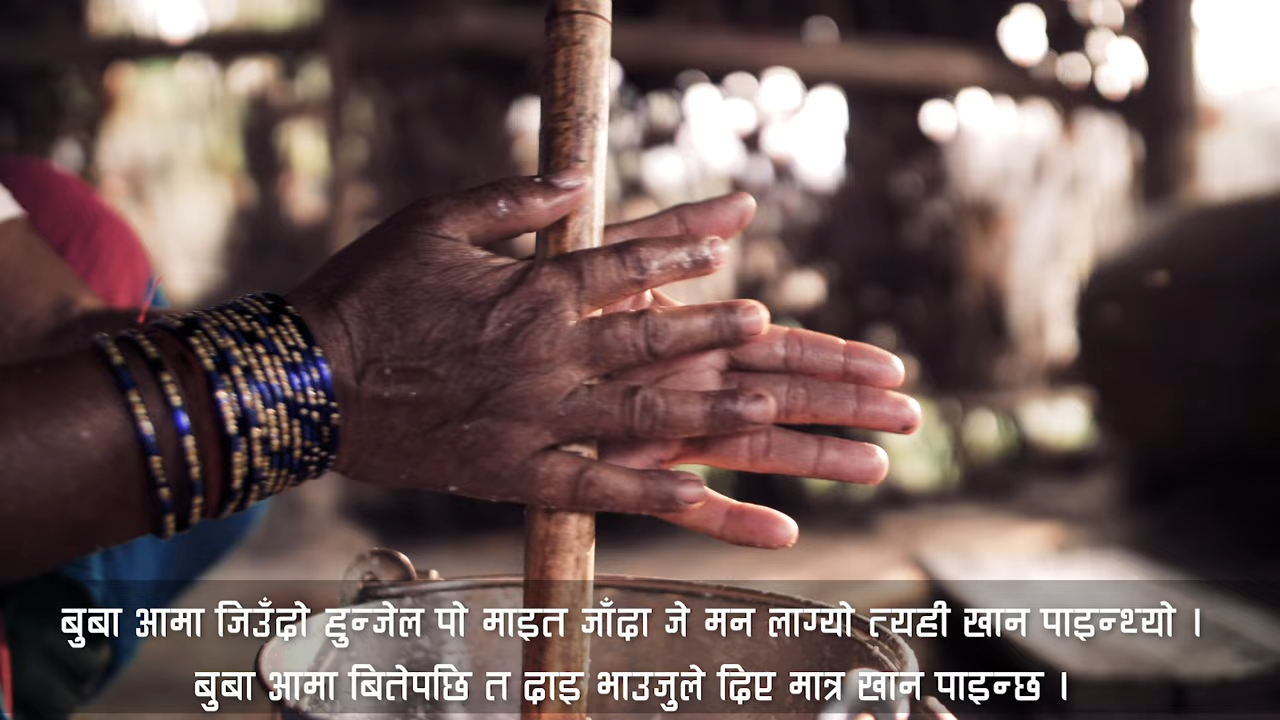 बुबा आमा जिउँदो हुन्जेल पो माइत जाँदा जे मन लाग्यो त्यही खान पाइन्थ्यो ।
बुबा आमा बितेपछि त दाइ भाउजुले दिए मात्र खान पाइन्छ ।